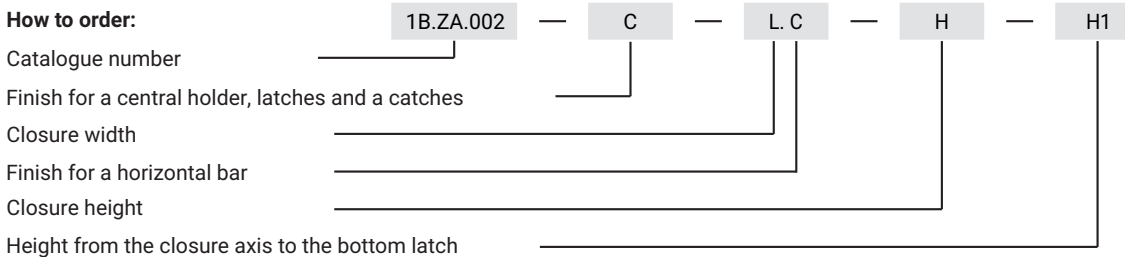 How to order: 1B.ZA.002 — C — L. C — H — H1
Catalogue number
Finish for a central holder, latches and a catches
Closure width
Finish for a horizontal bar
Closure height
Height from the closure axis to the bottom latch